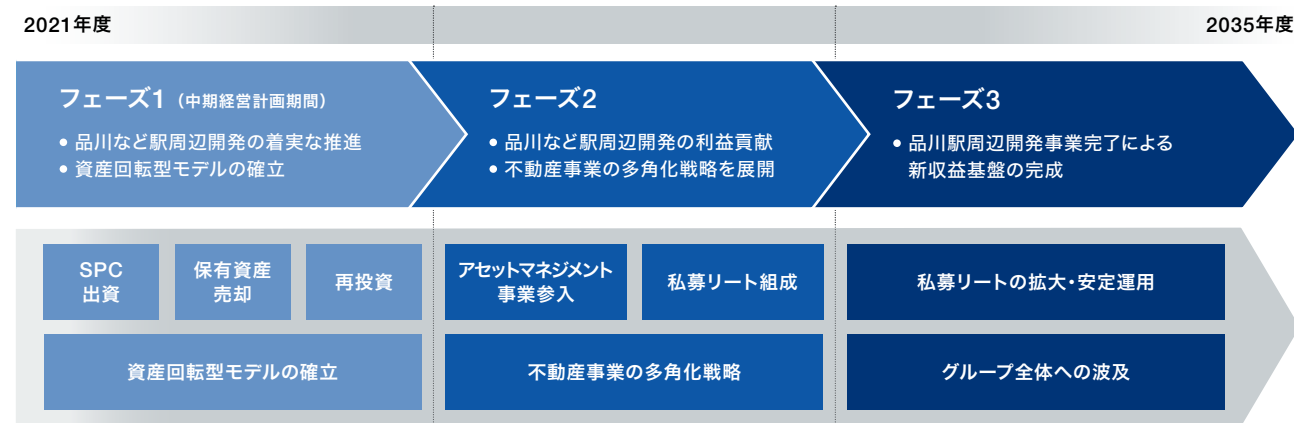 2021年度
2035年度
フェーズ1（中期経営計画期間）
• 品川など駅周辺開発の着実な推進
• 資産回転型モデルの確立
フェーズ2
• 品川など駅周辺開発の利益貢献
• 不動産事業の多角化戦略を展開
フェーズ3
• 品川駅周辺開発事業完了による
新収益基盤の完成
SPC
出資
保有資産
売却
再投資
アセットマネジメント
事業参入
私募リート組成
私募リートの拡大・安定運用
資産回転型モデルの確立
不動産事業の多角化戦略
グループ全体への波及